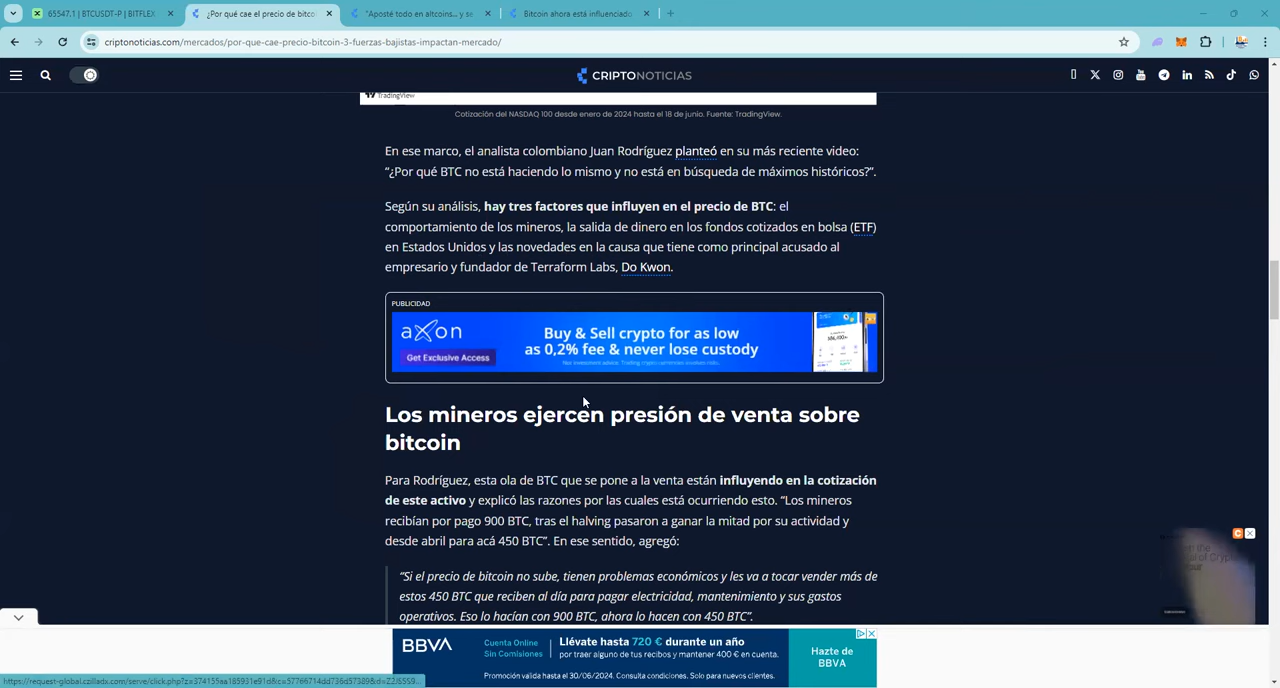 65547.1 | BTCUSDT-P | BITFLEX
¿Por qué cae el precio de bitcoi
"Aposté todo en altcoins... y se
Bitcoin ahora está influenciado
criptonoticias.com/mercados/por-que-cae-precio-bitcoin-3-fuerzas-bajistas-impactan-mercado/
CRIPTONOTICIAS
TradingView
Cotización del NASDAQ 100 desde enero de 2024 hasta el 18 de junio. Fuente: TradingView.
En ese marco, el analista colombiano Juan Rodríguez planteó en su más reciente video:
"¿Por qué BTC no está haciendo lo mismo y no está en búsqueda de máximos históricos?".
Según su análisis, hay tres factores que influyen en el precio de BTC: el
comportamiento de los mineros, la salida de dinero en los fondos cotizados en bolsa (ETF)
en Estados Unidos y las novedades en la causa que tiene como principal acusado al
empresario y fundador de Terraform Labs, Do Kwon.
PUBLICIDAD
axon
Get Exclusive Access
Buy & Sell crypto for as low
as 0,2% fee & never lose custody
Not investment advice. Trading cryptocurrencies involves risks.
Los mineros ejercen presión de venta sobre
bitcoin
Para Rodríguez, esta ola de BTC que se pone a la venta están influyendo en la cotización
de este activo y explicó las razones por las cuales está ocurriendo esto. "Los mineros
recibían por pago 900 BTC, tras el halving pasaron a ganar la mitad por su actividad y
desde abril para acá 450 BTC". En ese sentido, agregó:
"Si el precio de bitcoin no sube, tienen problemas económicos y les va a tocar vender más de
estos 450 BTC que reciben al día para pagar electricidad, mantenimiento y sus gastos
operativos. Eso lo hacían con 900 BTC, ahora lo hacen con 450 BTC".
BBVA
Cuenta Online
Sin Comisiones
Llévate hasta 720 € durante un año
por traer alguno de tus recibos y mantener 400 € en cuenta.
Promoción valida hasta el 30/06/2024. Consulta condiciones. Solo para nuevos clientes.
Hazte de
BBVA